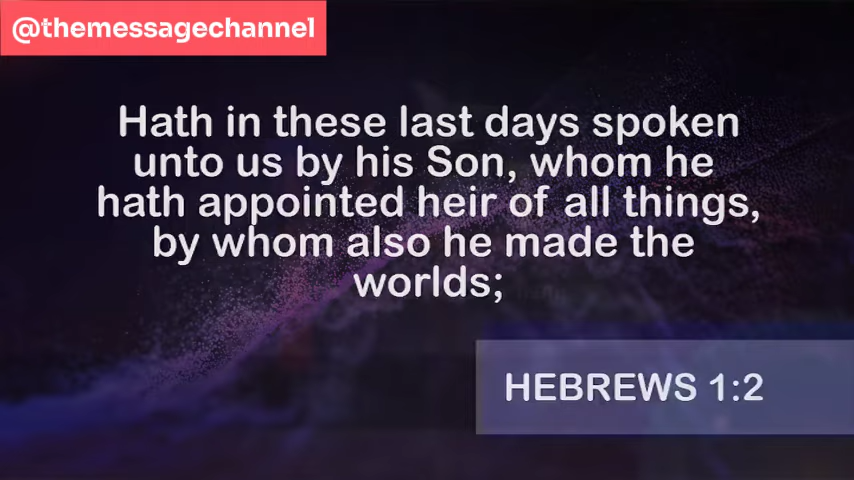 @themessagechannel
Hath in these last days spoken
unto us by his Son, whom he
hath appointed heir of all things,
by whom also he made the
worlds;
HEBREWS 1:2